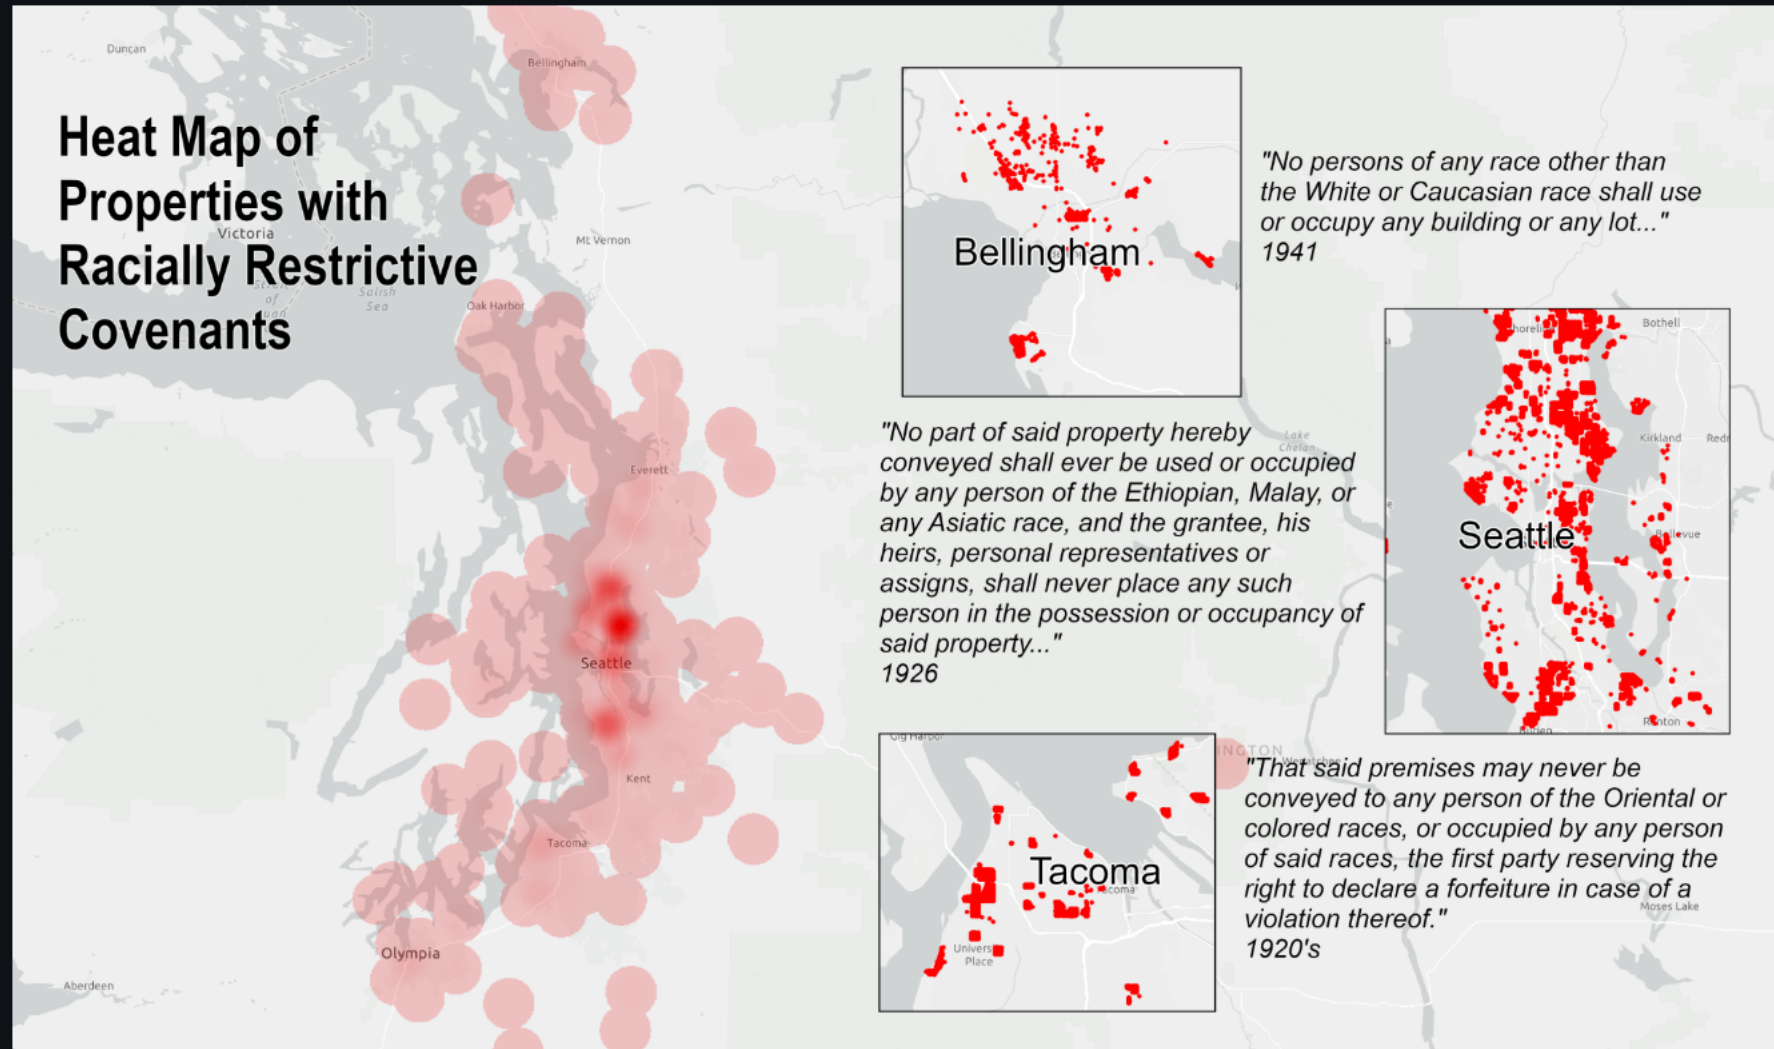 Heat Map of
Properties with
Racially Restrictive
Covenants
Duncan
Bellingham
Victoria
Mt Vernon
Salish
Sea
of
Oak Harbor
Everett
Seattle
Kent
Tacoma
Olympia
Aberdeen
Bellingham
"No persons of any race other than
the White or Caucasian race shall use
or occupy any building or any lot..."
1941
"No part of said property hereby
conveyed shall ever be used or occupied
by any person of the Ethiopian, Malay, or
any Asiatic race, and the grantee, his
heirs, personal representatives or
assigns, shall never place any such
person in the possession or occupancy of
said property..."
1926
Lake
Chelan
Bothell
Kirkland
Seattle
Bellevue
Renton
Gig Harbor
Tacoma
University
Place
"That said premises may never be
conveyed to any person of the Oriental or
colored races, or occupied by any person
of said races, the first party reserving the
right to declare a forfeiture in case of a
violation thereof."
1920's
Moses Lake